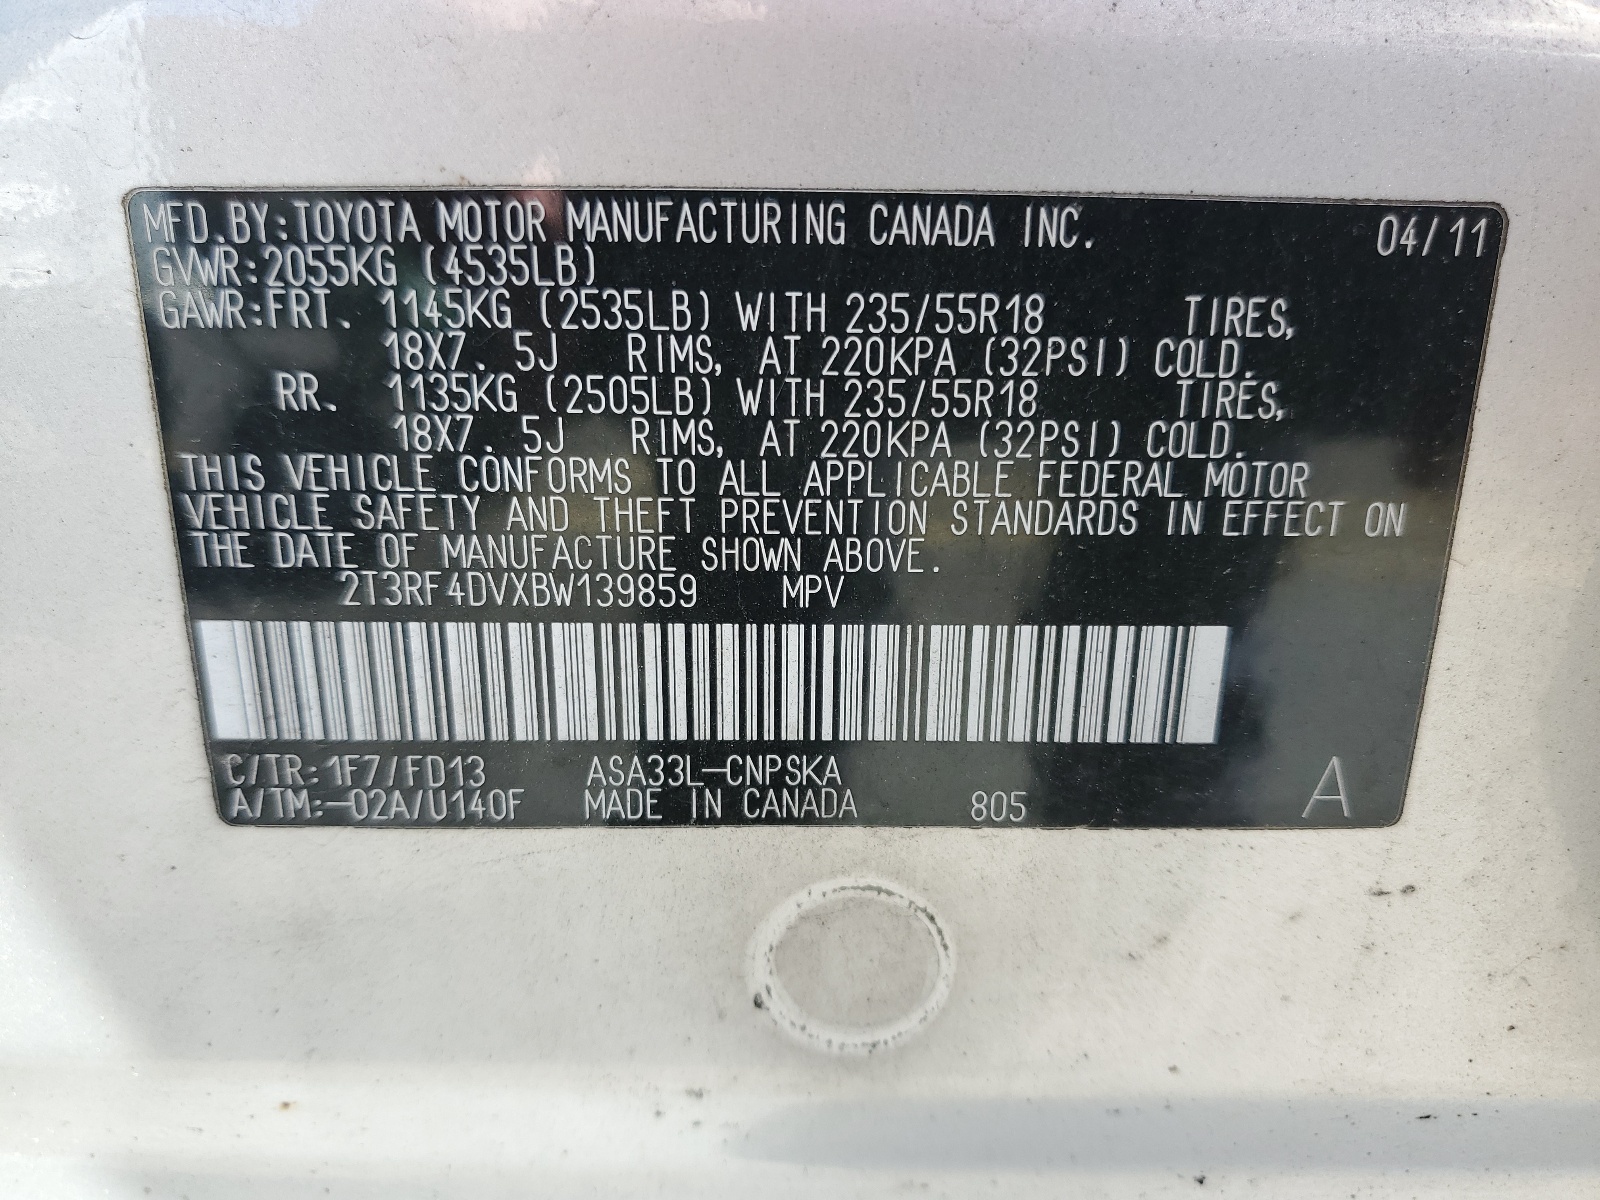 MFD.BY:TOYOTA MOTOR MANUFACTURING CANADA INC. 04/11
GVWR:2055KG (4535LB)
GAWR:FRT. 1145KG (2535LB) WITH 235/55R18 TIRES,
18X7.5J RIMS, AT 220KPA (32PSI) COLD.
RR. 1135KG (2505LB) WITH 235/55R18 TIRES,
18X7.5J RIMS, AT 220KPA (32PSI) COLD.
THIS VEHICLE CONFORMS TO ALL APPLICABLE FEDERAL MOTOR
VEHICLE SAFETY AND THEFT PREVENTION STANDARDS IN EFFECT ON
THE DATE OF MANUFACTURE SHOWN ABOVE.
2T3RF4DVXBW139859 MPV
C/TR:1F7/FD13 ASA33L-CNPSKA
A/TM:-02A/U140F MADE IN CANADA 805 A